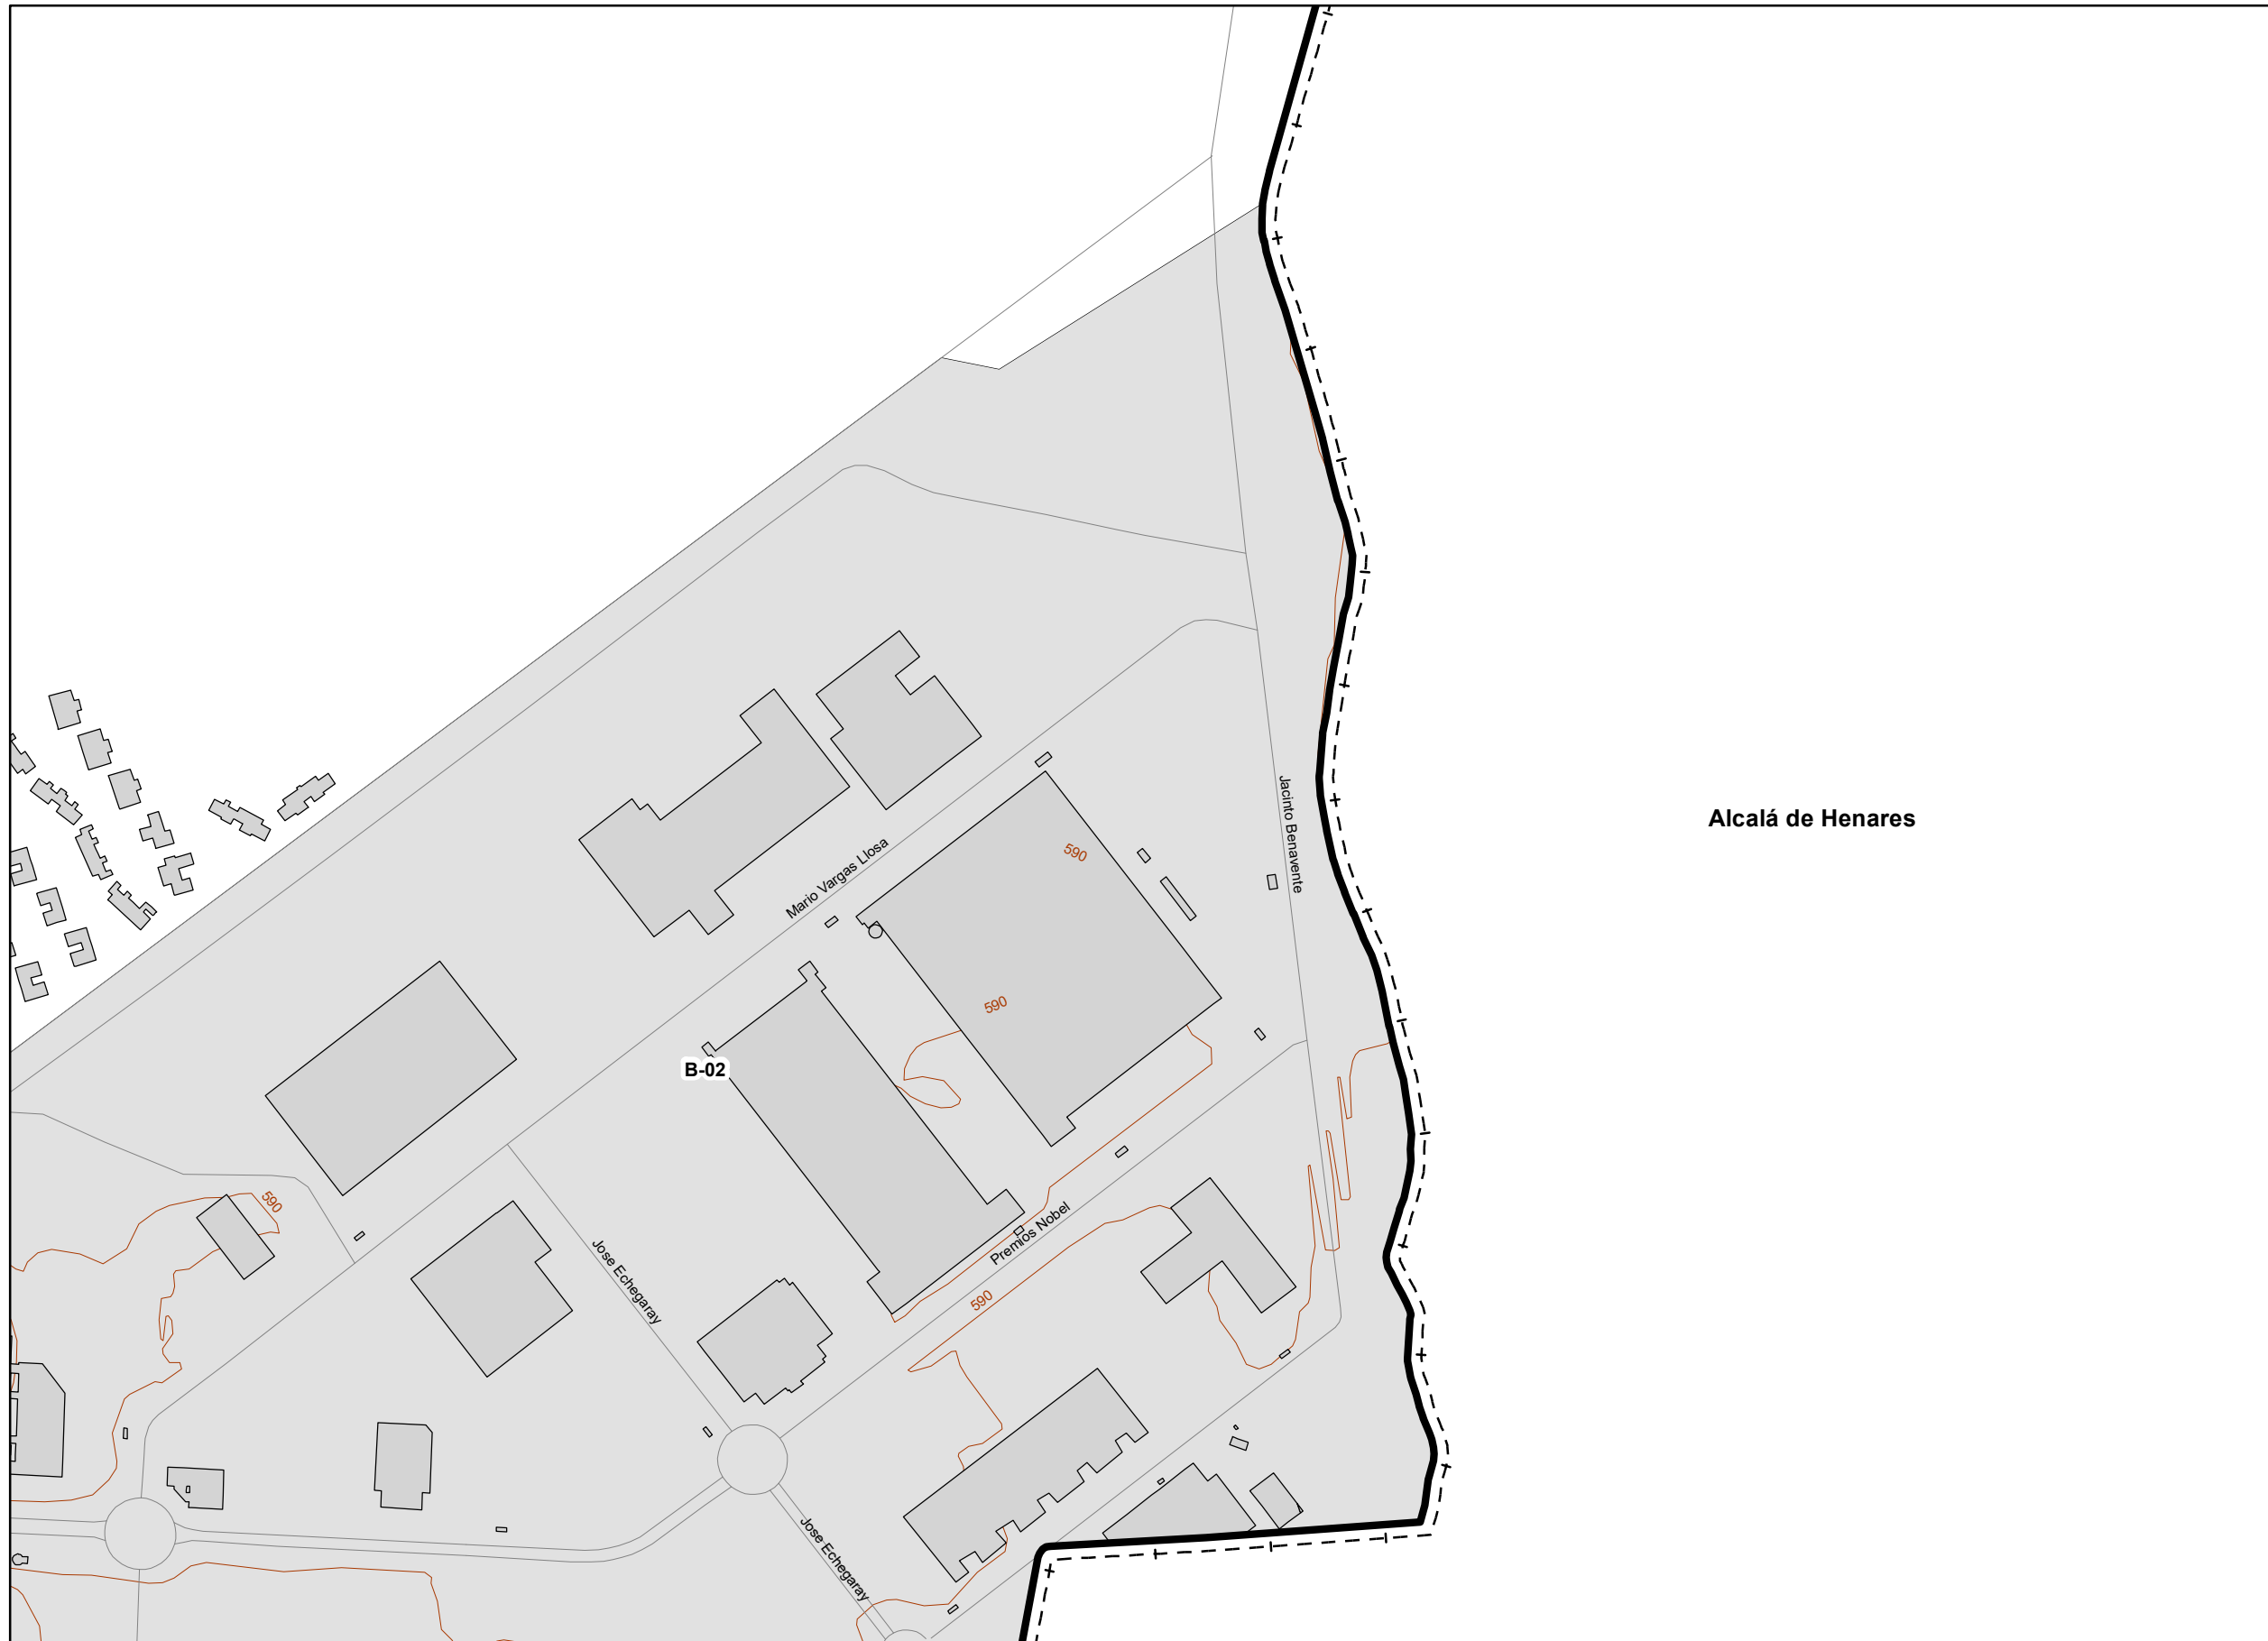 Alcalá de Henares
Mario Vargas Llosa
590
Jacinto Benavente
590
B-02
590
Premios Nobel
Jose Echegaray
590
Jose Echegaray